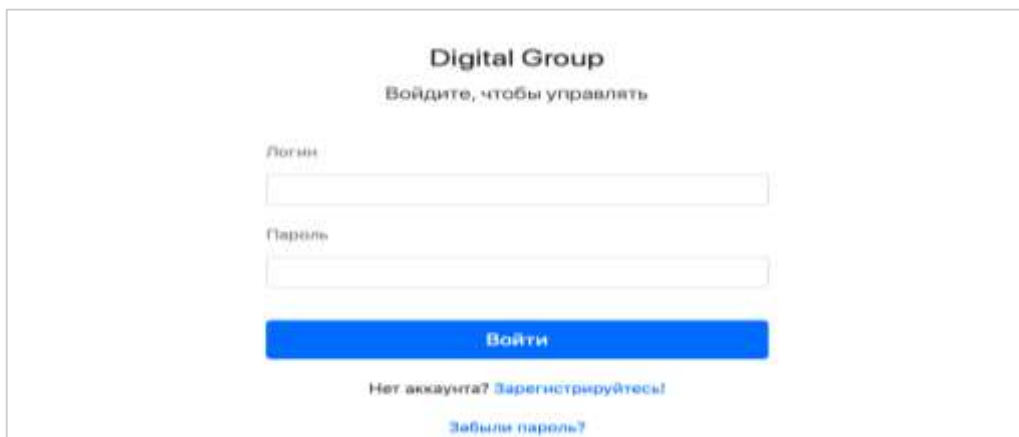 Digital Group
Войдите, чтобы управлять
Логин
Пароль
Войти
Нет аккаунта? Зарегистрируйтесь!
Забыли пароль?